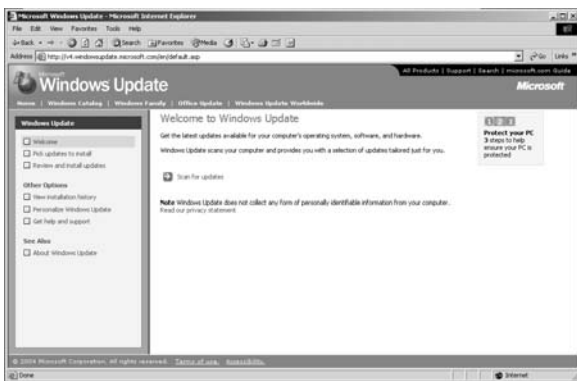 Microsoft Windows Update - Microsoft Internet Explorer
File Edit View Favorites Tools Help
Back Search Favorites Media
Address http://v4.windowsupdate.microsoft.com/en/default.asp Go Links
All Products | Support | Search | microsoft.com Guide
Microsoft
Windows Update
Microsoft
Home | Windows Catalog | Windows Family | Office Update | Windows Update Worldwide
Windows Update
Welcome
Pick updates to install
Review and install updates
Other Options
View installation history
Personalize Windows Update
Get help and support
See Also
About Windows Update
Welcome to Windows Update
Get the latest updates available for your computer's operating system, software, and hardware.
Windows Update scans your computer and provides you with a selection of updates tailored just for you.
Scan for updates
Note Windows Update does not collect any form of personally identifiable information from your computer.
Read our privacy statement
1 2 3
Protect your PC
3 steps to help
ensure your PC is
protected
© 2004 Microsoft Corporation. All rights reserved. Terms of use. Accessibility.
Done Internet